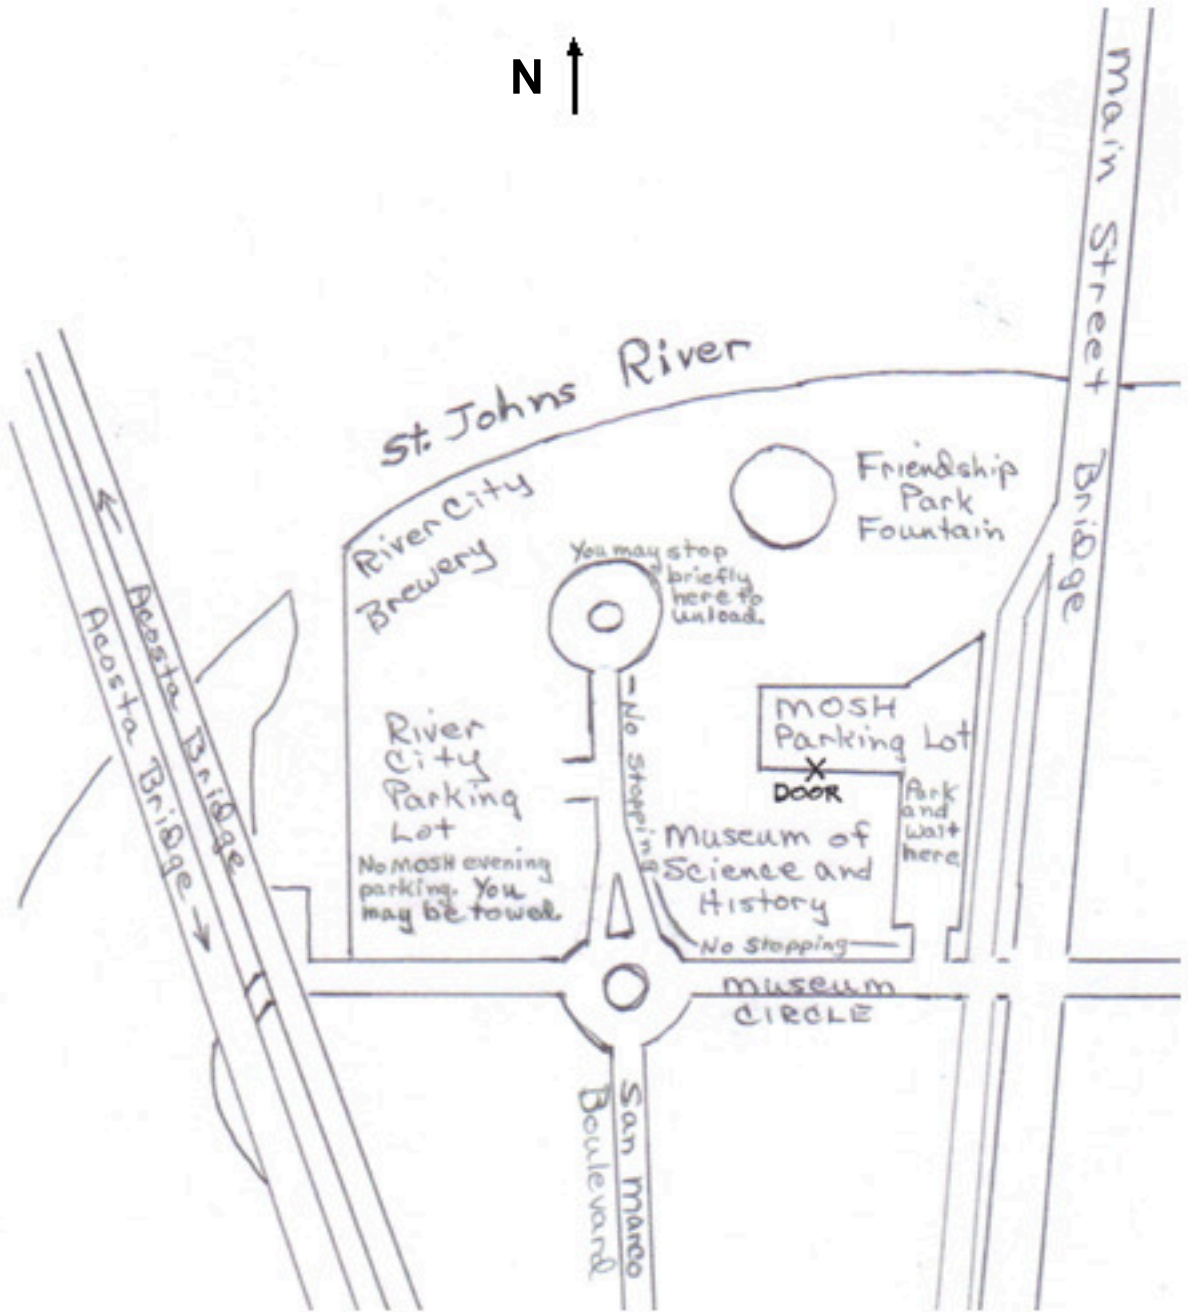 N
Main Street Bridge
St. Johns River
River City
Brewery
Friendship
Park
Fountain
You may stop
briefly
here to
unload.
Acosta Bridge
Acosta Bridge
No Stopping
MOSH
Parking Lot
X
DOOR
Park
and
Wait
here
River
City
Parking
Lot
No MOSH evening
parking. You
may be towed.
Museum of
Science and
History
No Stopping
Museum
CIRCLE
San Marco
Boulevard